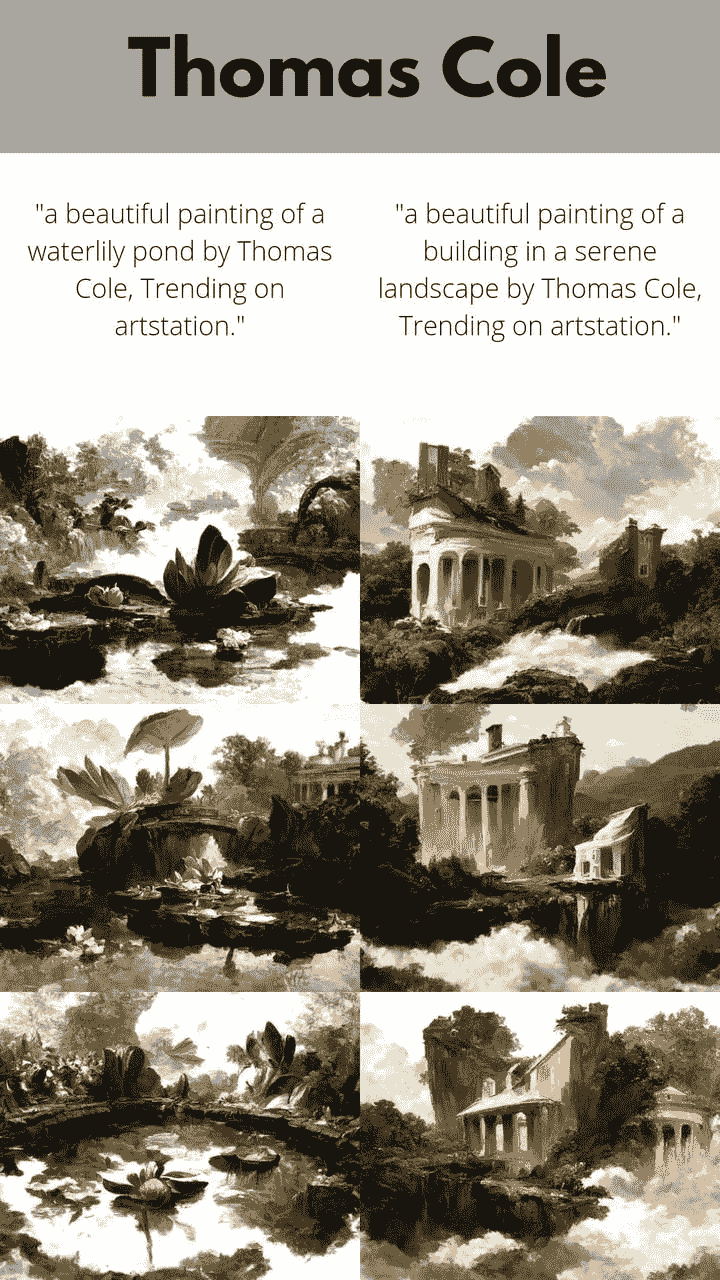 Thomas Cole
"a beautiful painting of a
waterlily pond by Thomas
Cole, Trending on
artstation."
"a beautiful painting of a
building in a serene
landscape by Thomas Cole,
Trending on artstation."